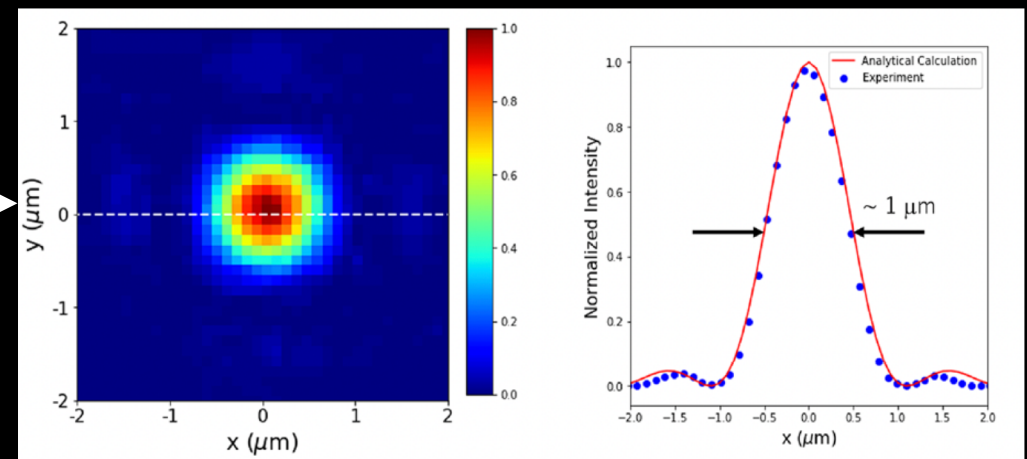 2
1
0
-1
-2
-2 -1 0 1 2
y (μm)
x (μm)
1.0
0.8
0.6
0.4
0.2
0.0
Analytical Calculation
Experiment
~ 1 μm
Normalized Intensity
1.0
0.8
0.6
0.4
0.2
0.0
−2.0 −1.5 −1.0 −0.5 0.0 0.5 1.0 1.5 2.0
x (μm)